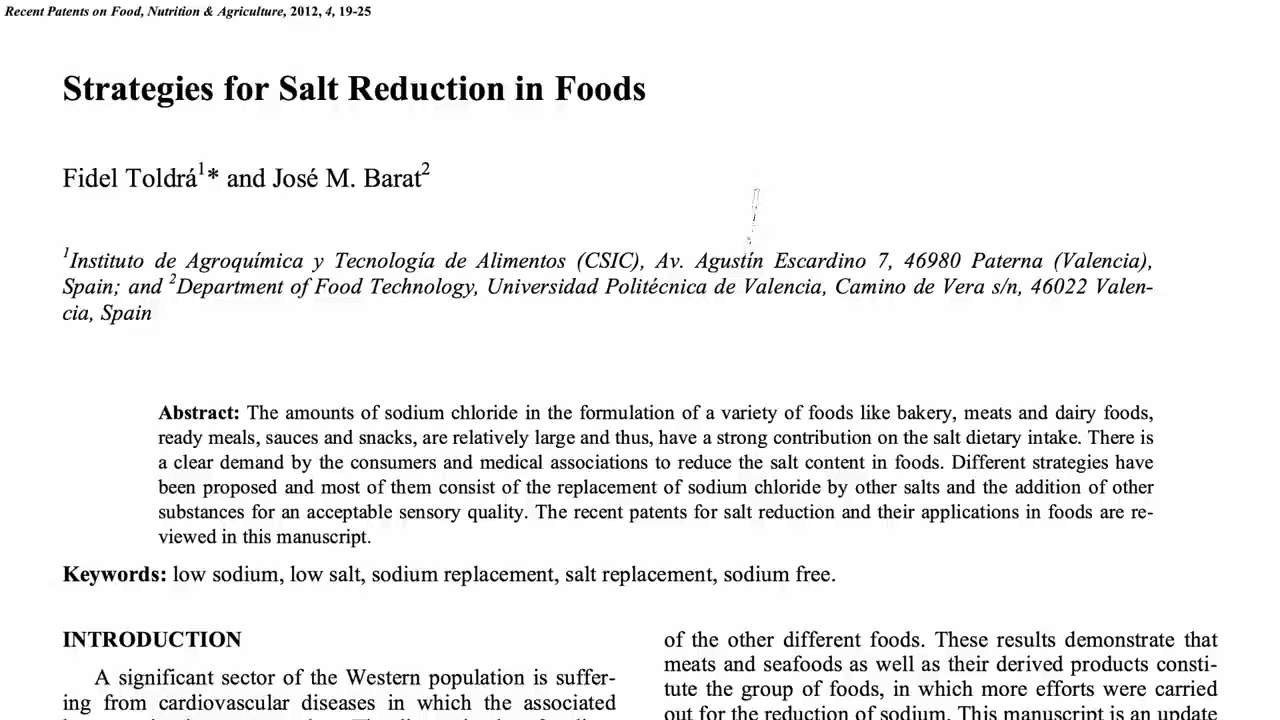 Recent Patents on Food, Nutrition & Agriculture, 2012, 4, 19-25
Strategies for Salt Reduction in Foods
Fidel Toldrá1* and José M. Barat2
1Instituto de Agroquímica y Tecnología de Alimentos (CSIC), Av. Agustín Escardino 7, 46980 Paterna (Valencia),
Spain; and 2Department of Food Technology, Universidad Politécnica de Valencia, Camino de Vera s/n, 46022 Valen-
cia, Spain
Abstract: The amounts of sodium chloride in the formulation of a variety of foods like bakery, meats and dairy foods,
ready meals, sauces and snacks, are relatively large and thus, have a strong contribution on the salt dietary intake. There is
a clear demand by the consumers and medical associations to reduce the salt content in foods. Different strategies have
been proposed and most of them consist of the replacement of sodium chloride by other salts and the addition of other
substances for an acceptable sensory quality. The recent patents for salt reduction and their applications in foods are re-
viewed in this manuscript.
Keywords: low sodium, low salt, sodium replacement, salt replacement, sodium free.
INTRODUCTION
A significant sector of the Western population is suffer-
ing from cardiovascular diseases in which the associated
of the other different foods. These results demonstrate that
meats and seafoods as well as their derived products consti-
tute the group of foods, in which more efforts were carried
out for the reduction of sodium. This manuscript is an update